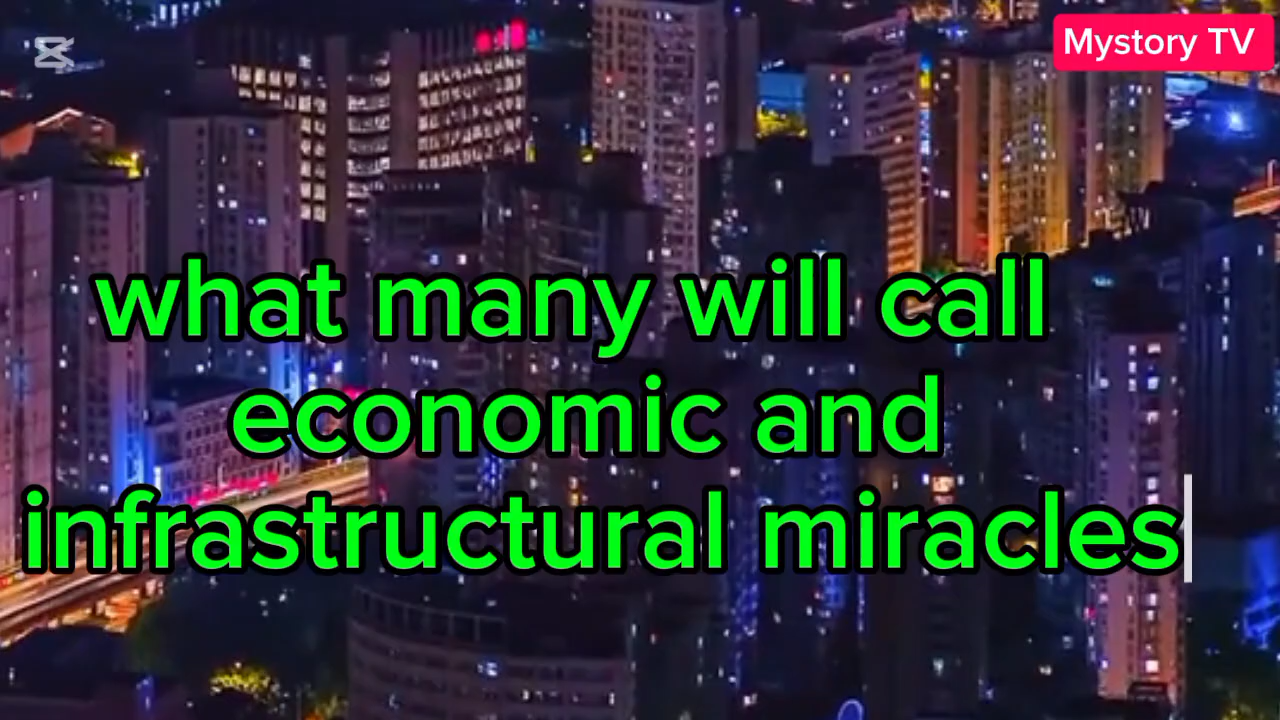 Mystory TV
what many will call
economic and
infrastructural miracles